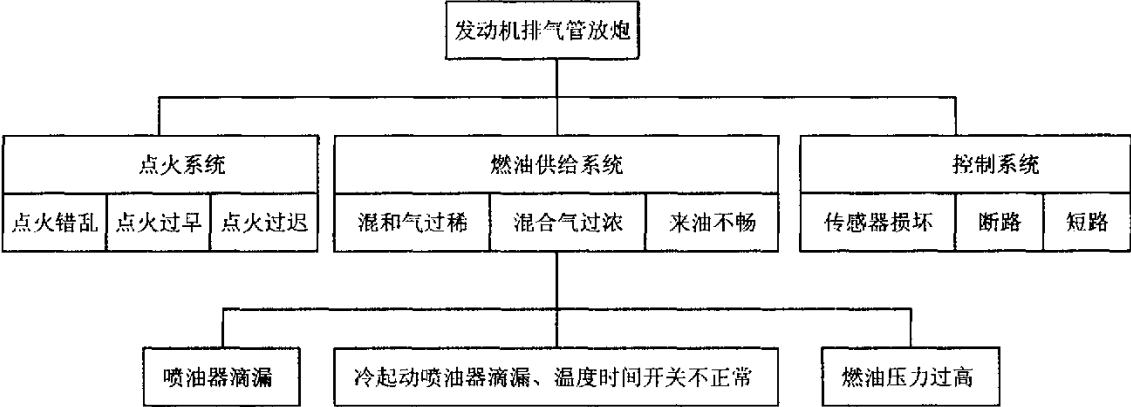 发动机排气管放炮
点火系统
燃油供给系统
控制系统
点火错乱
点火过早
点火过迟
混和气过稀
混合气过浓
来油不畅
传感器损坏
断路
短路
喷油器滴漏
冷起动喷油器滴漏、温度时间开关不正常
燃油压力过高